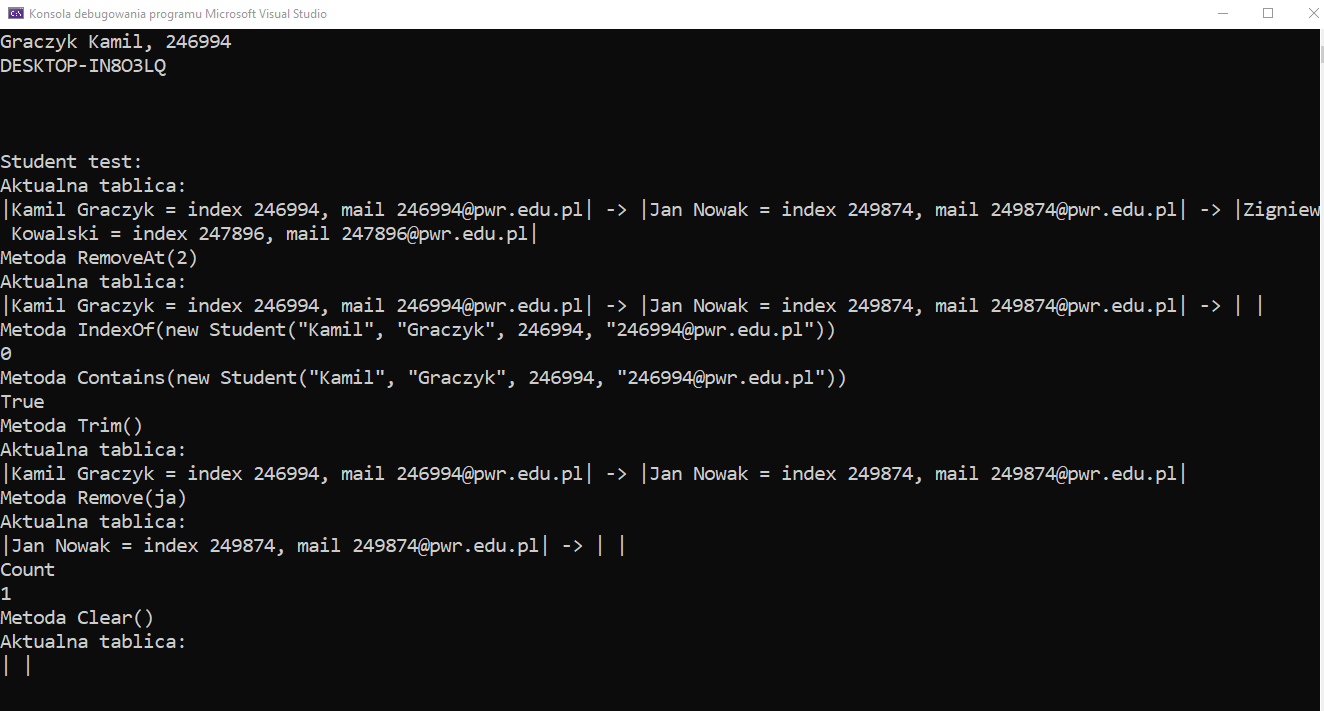 Konsola debugowania programu Microsoft Visual Studio
Graczyk Kamil, 246994
DESKTOP-IN8O3LQ
Student test:
Aktualna tablica:
|Kamil Graczyk = index 246994, mail 246994@pwr.edu.pl| -> |Jan Nowak = index 249874, mail 249874@pwr.edu.pl| -> |Zigniew
Kowalski = index 247896, mail 247896@pwr.edu.pl|
Metoda RemoveAt(2)
Aktualna tablica:
|Kamil Graczyk = index 246994, mail 246994@pwr.edu.pl| -> |Jan Nowak = index 249874, mail 249874@pwr.edu.pl| -> | |
Metoda IndexOf(new Student("Kamil", "Graczyk", 246994, "246994@pwr.edu.pl"))
0
Metoda Contains(new Student("Kamil", "Graczyk", 246994, "246994@pwr.edu.pl"))
True
Metoda Trim()
Aktualna tablica:
|Kamil Graczyk = index 246994, mail 246994@pwr.edu.pl| -> |Jan Nowak = index 249874, mail 249874@pwr.edu.pl|
Metoda Remove(ja)
Aktualna tablica:
|Jan Nowak = index 249874, mail 249874@pwr.edu.pl| -> | |
Count
1
Metoda Clear()
Aktualna tablica:
| |